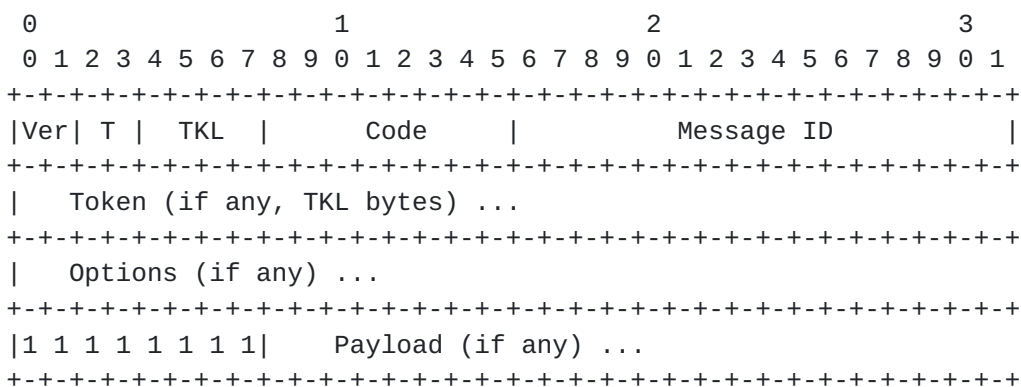 0                   1                   2                   3
 0 1 2 3 4 5 6 7 8 9 0 1 2 3 4 5 6 7 8 9 0 1 2 3 4 5 6 7 8 9 0 1
+-+-+-+-+-+-+-+-+-+-+-+-+-+-+-+-+-+-+-+-+-+-+-+-+-+-+-+-+-+-+-+-+
|Ver| T |  TKL  |      Code     |          Message ID           |
+-+-+-+-+-+-+-+-+-+-+-+-+-+-+-+-+-+-+-+-+-+-+-+-+-+-+-+-+-+-+-+-+
|   Token (if any, TKL bytes) ...
+-+-+-+-+-+-+-+-+-+-+-+-+-+-+-+-+-+-+-+-+-+-+-+-+-+-+-+-+-+-+-+-+
|   Options (if any) ...
+-+-+-+-+-+-+-+-+-+-+-+-+-+-+-+-+-+-+-+-+-+-+-+-+-+-+-+-+-+-+-+-+
|1 1 1 1 1 1 1 1|    Payload (if any) ...
+-+-+-+-+-+-+-+-+-+-+-+-+-+-+-+-+-+-+-+-+-+-+-+-+-+-+-+-+-+-+-+-+